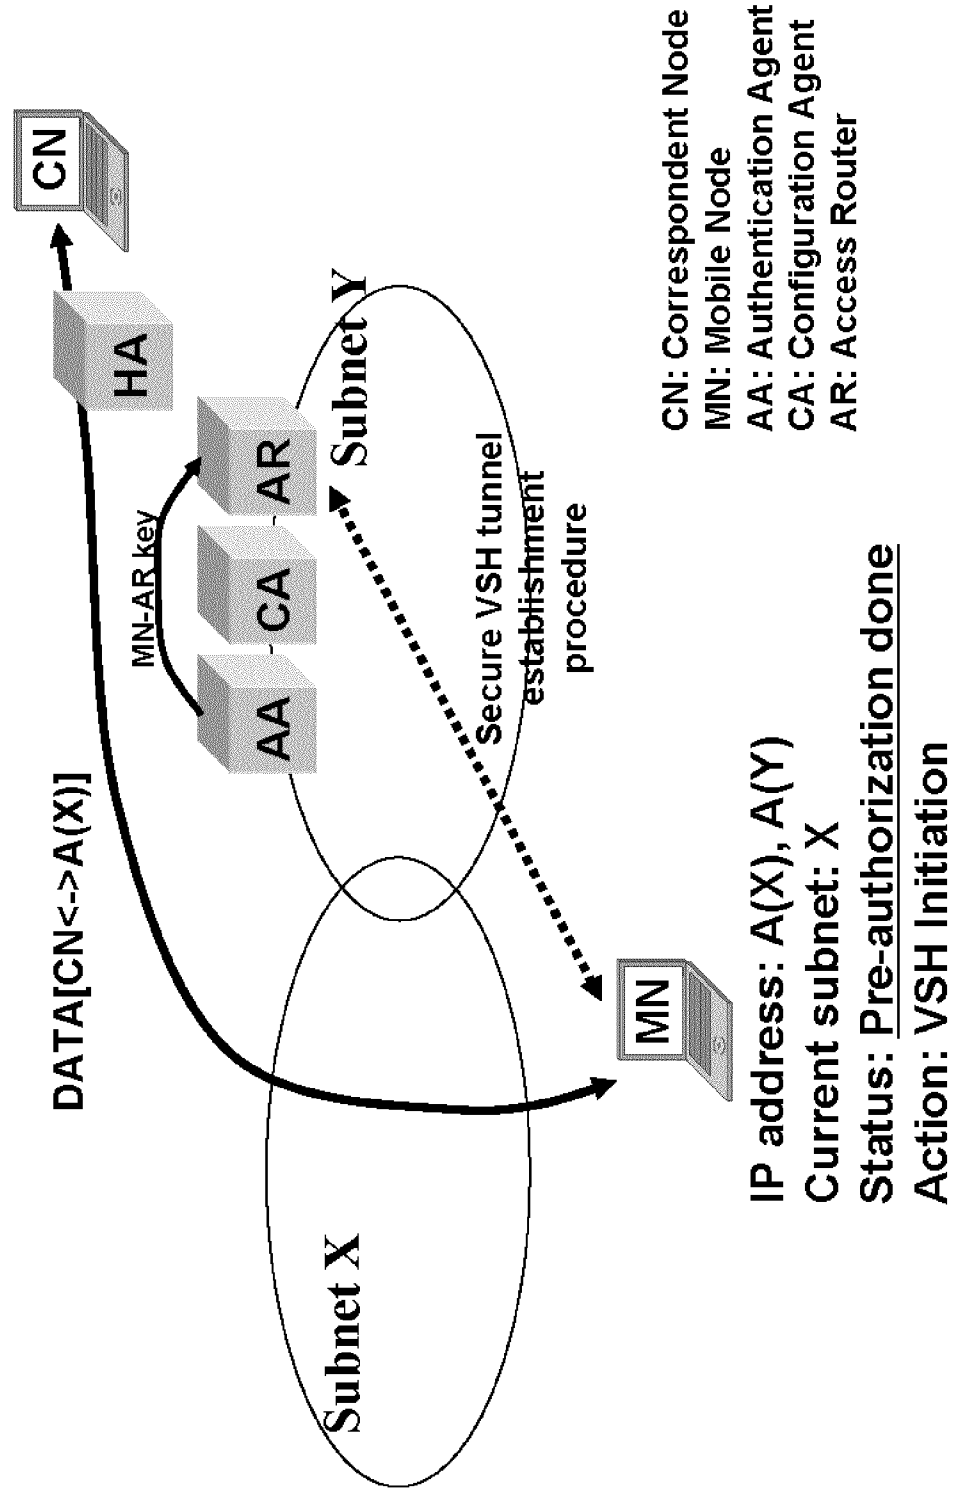 DATA[CN<->A(X)]
CN
HA
MN-AR key
AA
CA
AR
Subnet X
Subnet Y
Secure VSH tunnel
establishment
procedure
MN
IP address: A(X), A(Y)
Current subnet: X
Status: Pre-authorization done
Action: VSH Initiation
CN: Correspondent Node
MN: Mobile Node
AA: Authentication Agent
CA: Configuration Agent
AR: Access Router